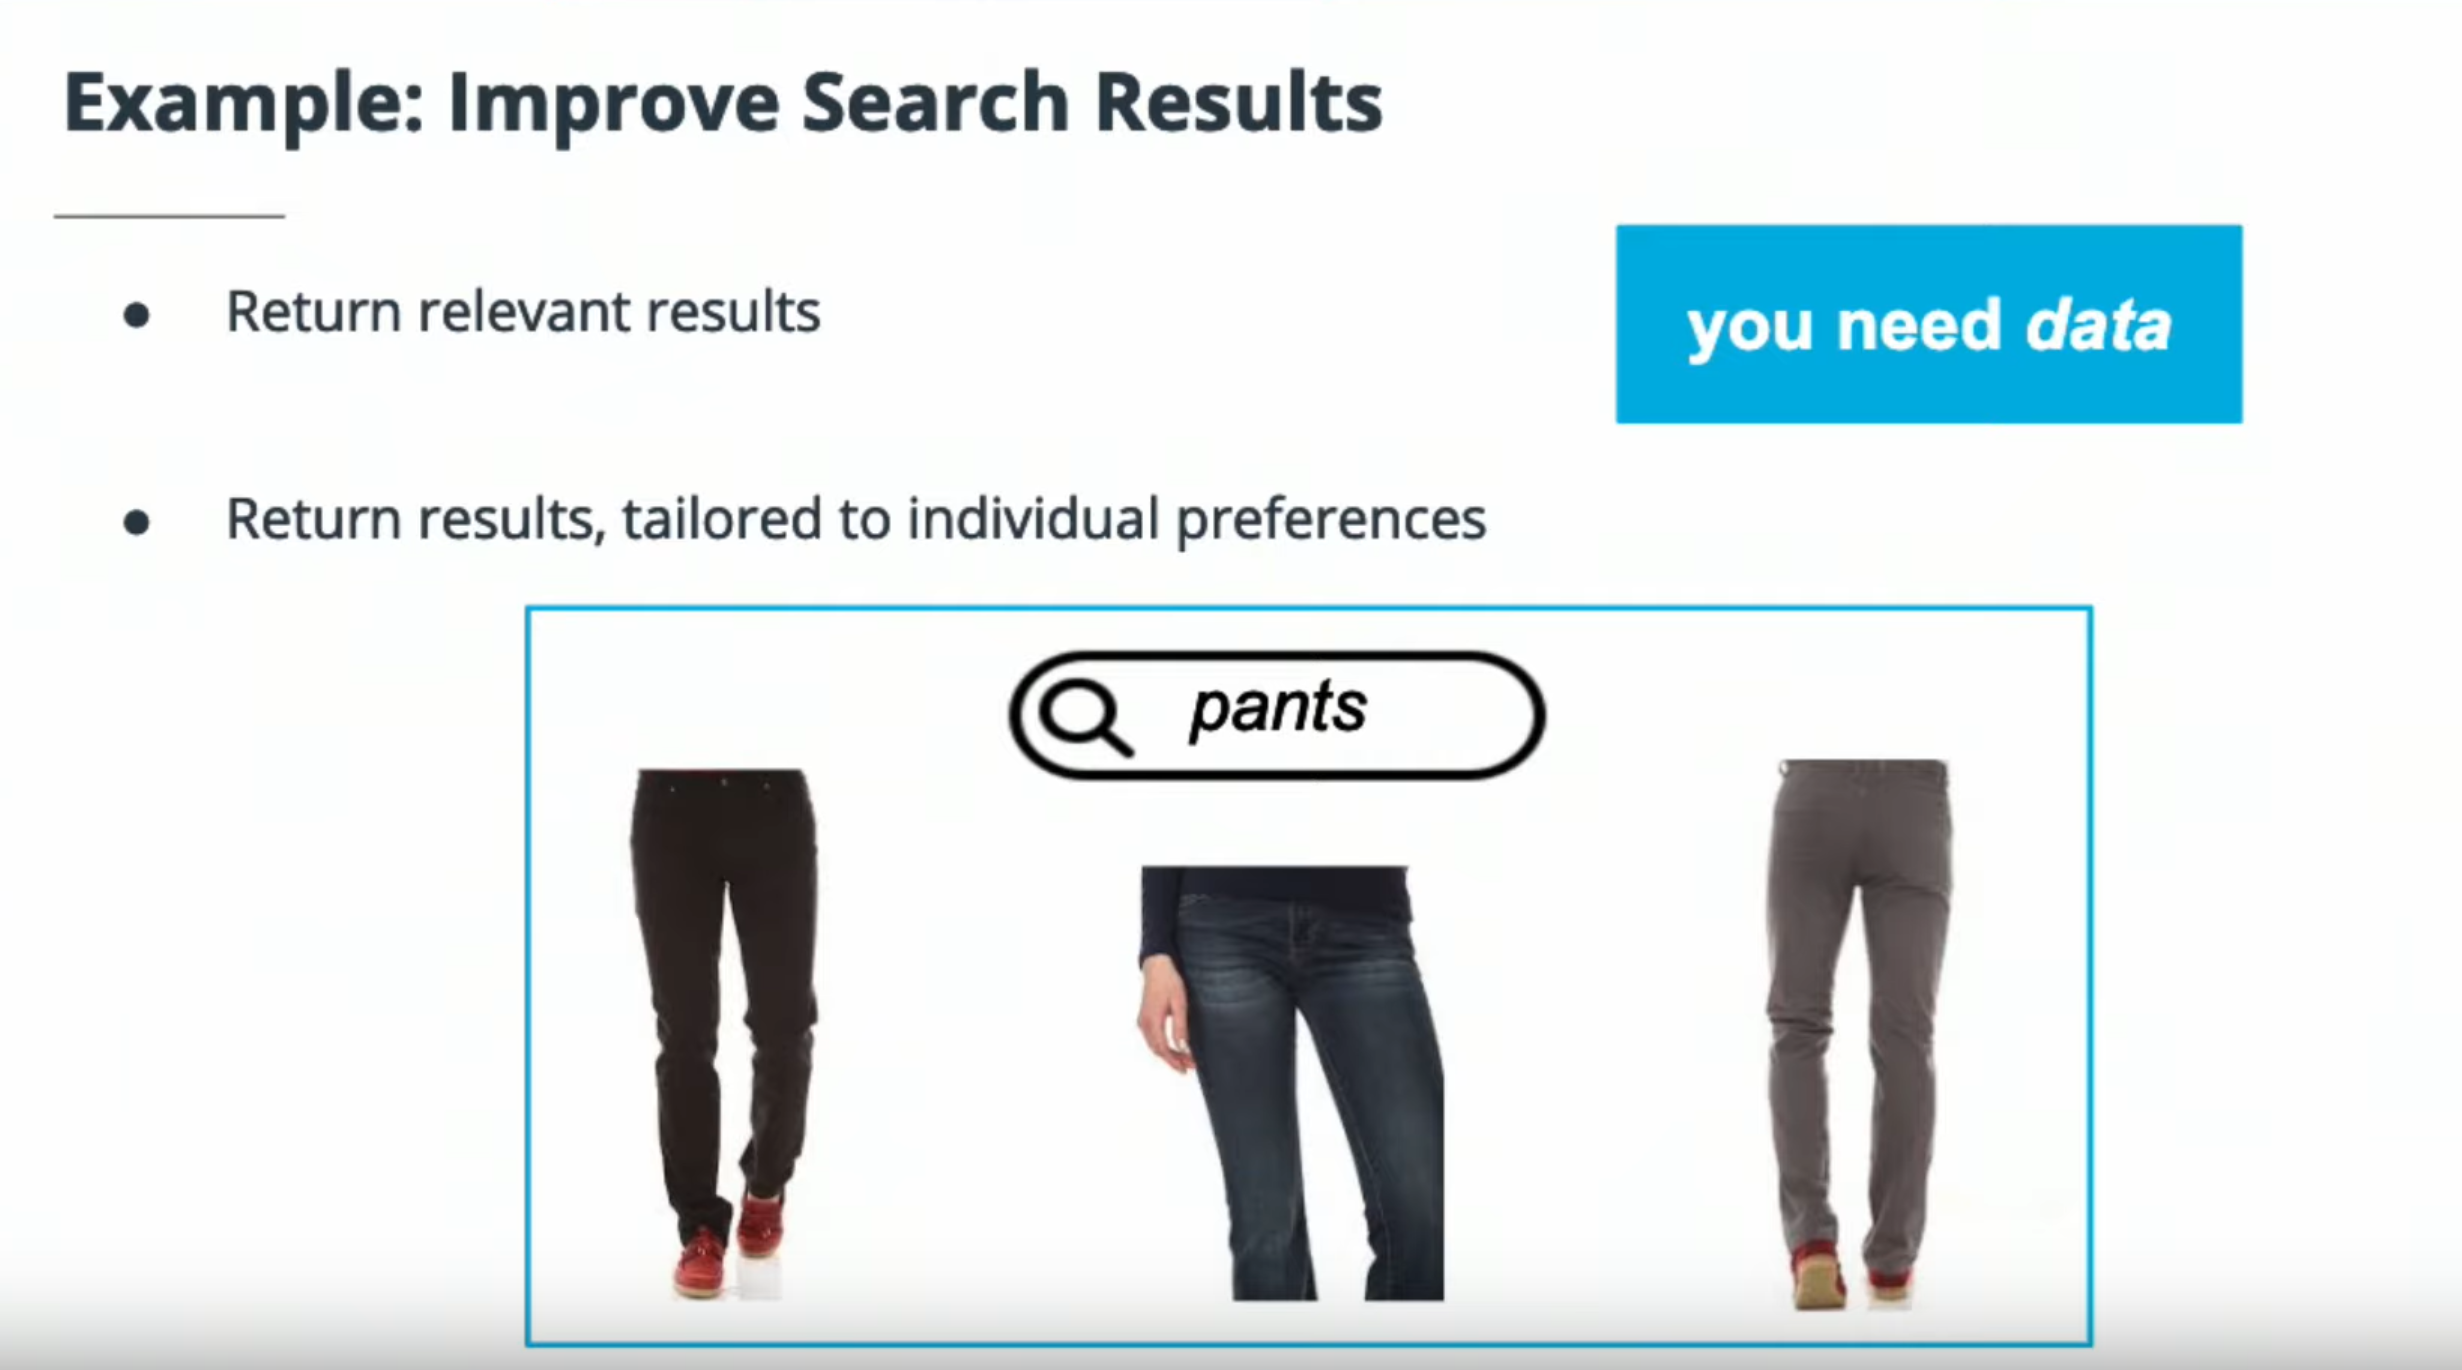 Example: Improve Search Results
Return relevant results
you need data
Return results, tailored to individual preferences
pants